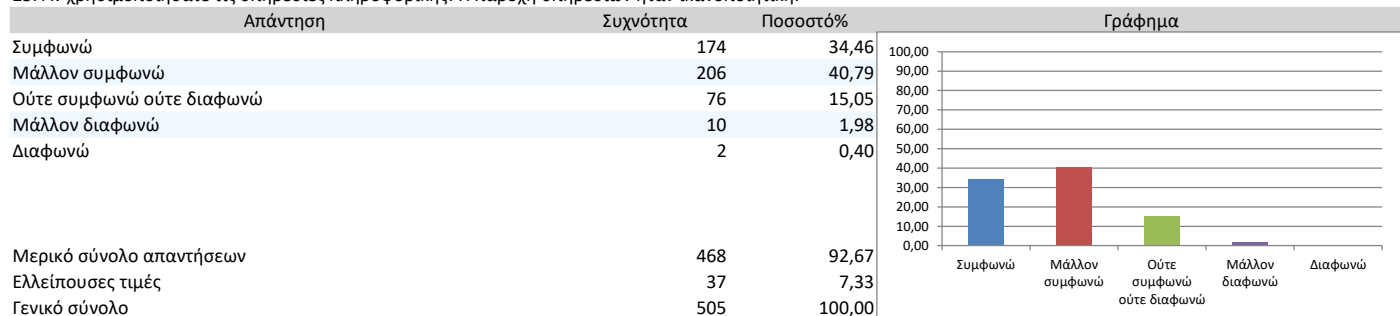 Απάντηση Συχνότητα Ποσοστό% Γράφημα
Συμφωνώ 174 34,46
Μάλλον συμφωνώ 206 40,79
Ούτε συμφωνώ ούτε διαφωνώ 76 15,05
Μάλλον διαφωνώ 10 1,98
Διαφωνώ 2 0,40
Μερικό σύνολο απαντήσεων 468 92,67
Ελλείπουσες τιμές 37 7,33
Γενικό σύνολο 505 100,00
100,00
90,00
80,00
70,00
60,00
50,00
40,00
30,00
20,00
10,00
0,00
Συμφωνώ Μάλλον Ούτε Μάλλον Διαφωνώ
συμφωνώ συμφωνώ διαφωνώ
ούτε διαφωνώ